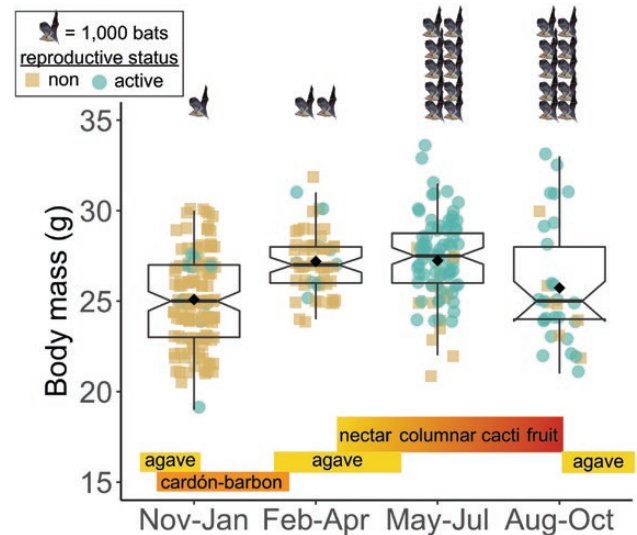 = 1,000 bats
reproductive status
non active
35
30
25
20
15
Body mass (g)
nectar columnar cacti fruit
agave agave agave
cardón-barbon
Nov-Jan Feb-Apr May-Jul Aug-Oct